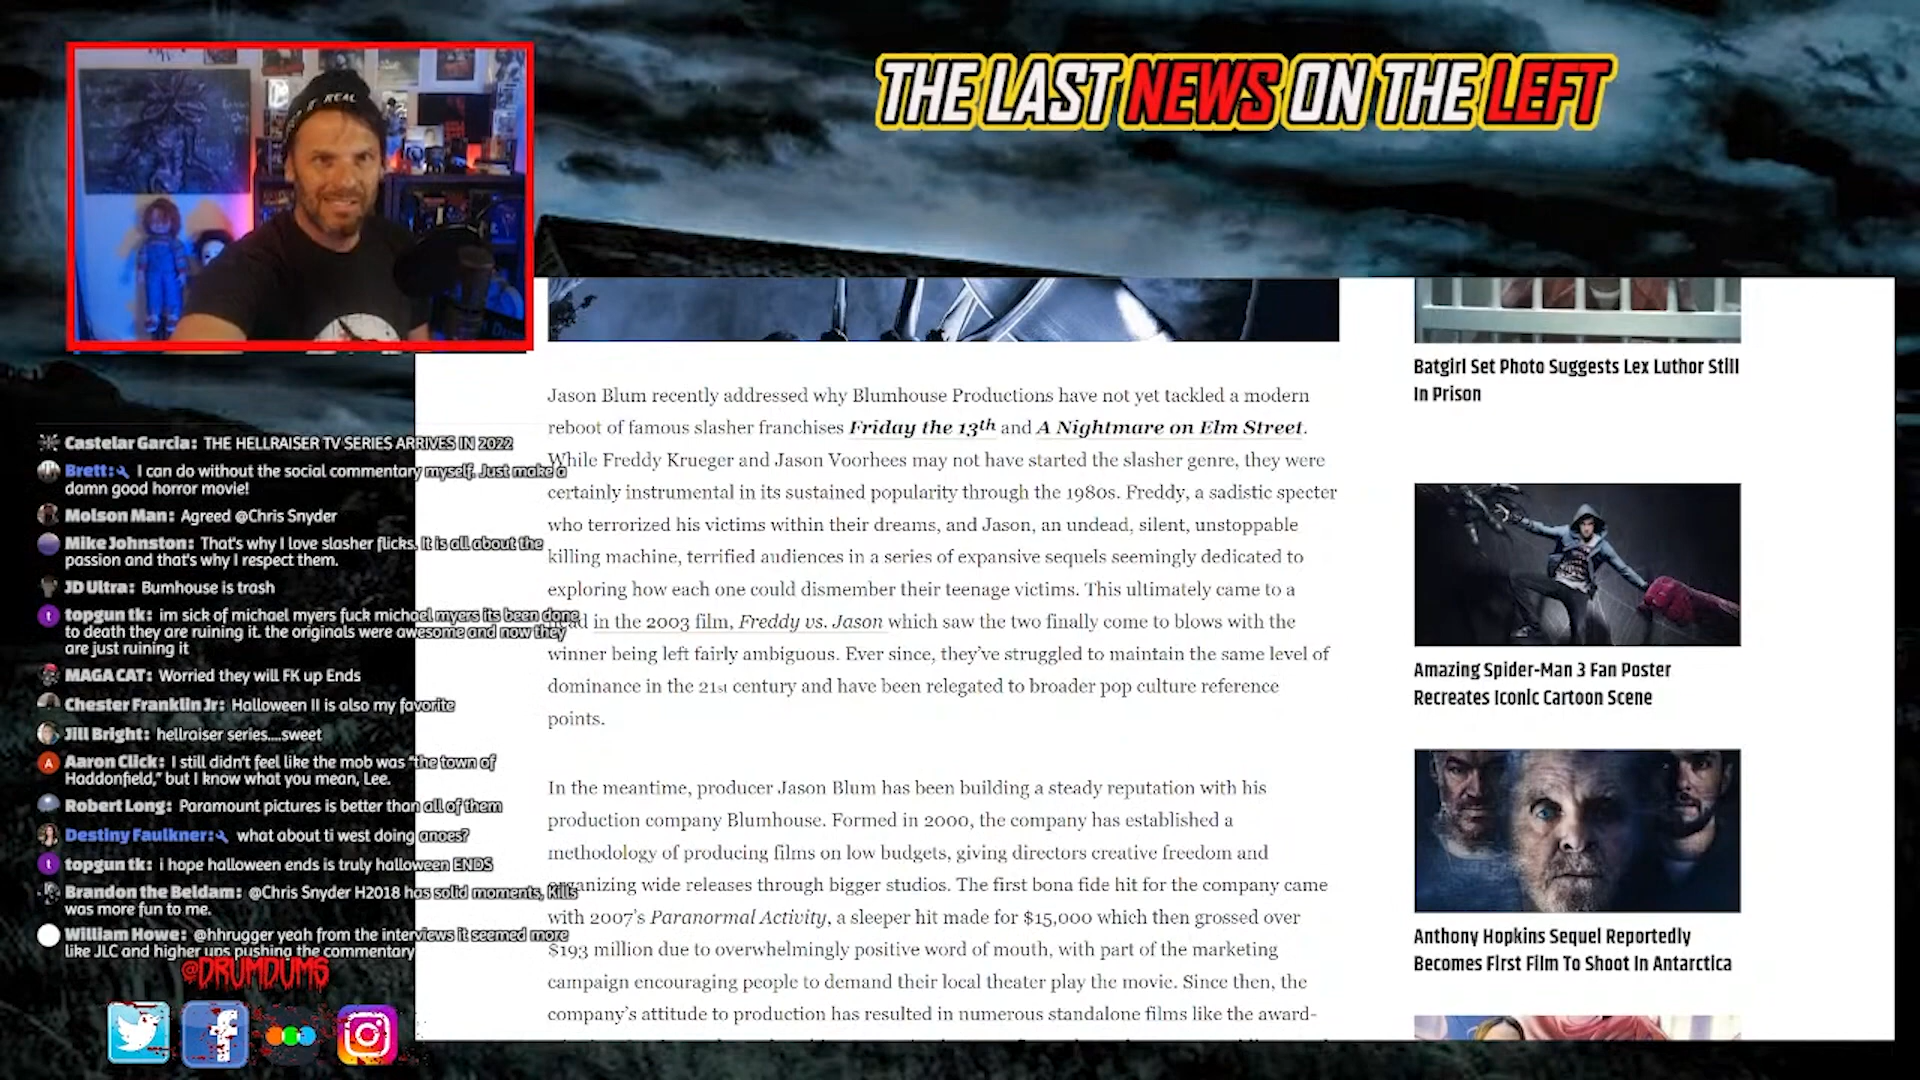 THE LAST NEWS ON THE LEFT
REAL
Castelar Garcia: THE HELLRAISER TV SERIES ARRIVES IN 2022
Brett: I can do without the social commentary myself. Just make a
damn good horror movie!
Molson Man: Agreed @Chris Snyder
Mike Johnston: That's why I love slasher flicks. It is all about the
passion and that's why I respect them.
JD Ultra: Bumhouse is trash
topgun tk: im sick of michael myers fuck michael myers its been done
to death they are ruining it. the originals were awesome and now they
are just ruining it
MAGA CAT: Worried they will FK up Ends
Chester Franklin Jr: Halloween II is also my favorite
Jill Bright: hellraiser series....sweet
Aaron Click: I still didn't feel like the mob was "the town of
Haddonfield," but I know what you mean, Lee.
Robert Long: Paramount pictures is better than all of them
Destiny Faulkner: what about ti west doing anoes?
topgun tk: i hope halloween ends is truly halloween ENDS
Brandon the Beldam: @Chris Snyder H2018 has solid moments, Kills
was more fun to me.
William Howe: @hhrugger yeah from the interviews it seemed more
like JLC and higher ups pushing the commentary
@DRUMDUMS
Jason Blum recently addressed why Blumhouse Productions have not yet tackled a modern
reboot of famous slasher franchises Friday the 13th and A Nightmare on Elm Street.
While Freddy Krueger and Jason Voorhees may not have started the slasher genre, they were
certainly instrumental in its sustained popularity through the 1980s. Freddy, a sadistic specter
who terrorized his victims within their dreams, and Jason, an undead, silent, unstoppable
killing machine, terrified audiences in a series of expansive sequels seemingly dedicated to
exploring how each one could dismember their teenage victims. This ultimately came to a
head in the 2003 film, Freddy vs. Jason which saw the two finally come to blows with the
winner being left fairly ambiguous. Ever since, they've struggled to maintain the same level of
dominance in the 21st century and have been relegated to broader pop culture reference
points.
In the meantime, producer Jason Blum has been building a steady reputation with his
production company Blumhouse. Formed in 2000, the company has established a
methodology of producing films on low budgets, giving directors creative freedom and
organizing wide releases through bigger studios. The first bona fide hit for the company came
with 2007's Paranormal Activity, a sleeper hit made for $15,000 which then grossed over
$193 million due to overwhelmingly positive word of mouth, with part of the marketing
campaign encouraging people to demand their local theater play the movie. Since then, the
company's attitude to production has resulted in numerous standalone films like the award-
Batgirl Set Photo Suggests Lex Luthor Still
In Prison
Amazing Spider-Man 3 Fan Poster
Recreates Iconic Cartoon Scene
Anthony Hopkins Sequel Reportedly
Becomes First Film To Shoot In Antarctica